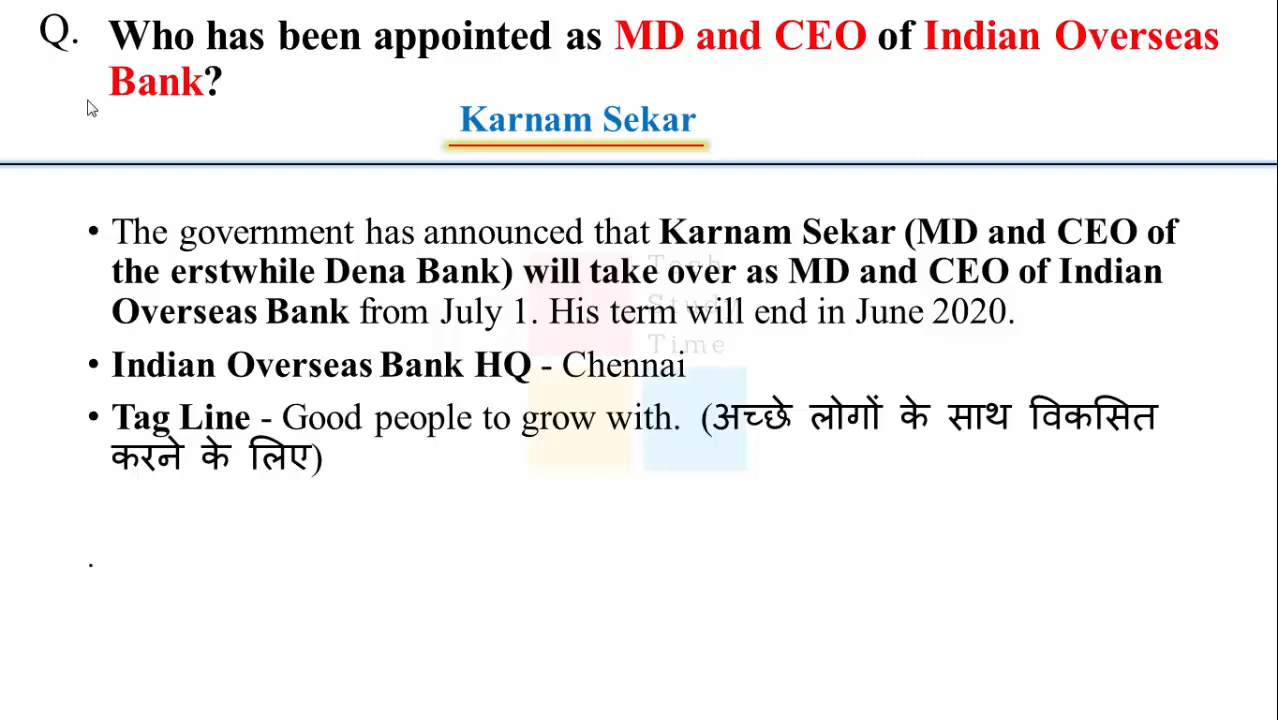 Q. Who has been appointed as MD and CEO of Indian Overseas
Bank?
Karnam Sekar
• The government has announced that Karnam Sekar (MD and CEO of
the erstwhile Dena Bank) will take over as MD and CEO of Indian
Overseas Bank from July 1. His term will end in June 2020.
• Indian Overseas Bank HQ - Chennai
• Tag Line - Good people to grow with. (अच्छे लोगों के साथ विकसित
करने के लिए)
.
Tech
Study
Time